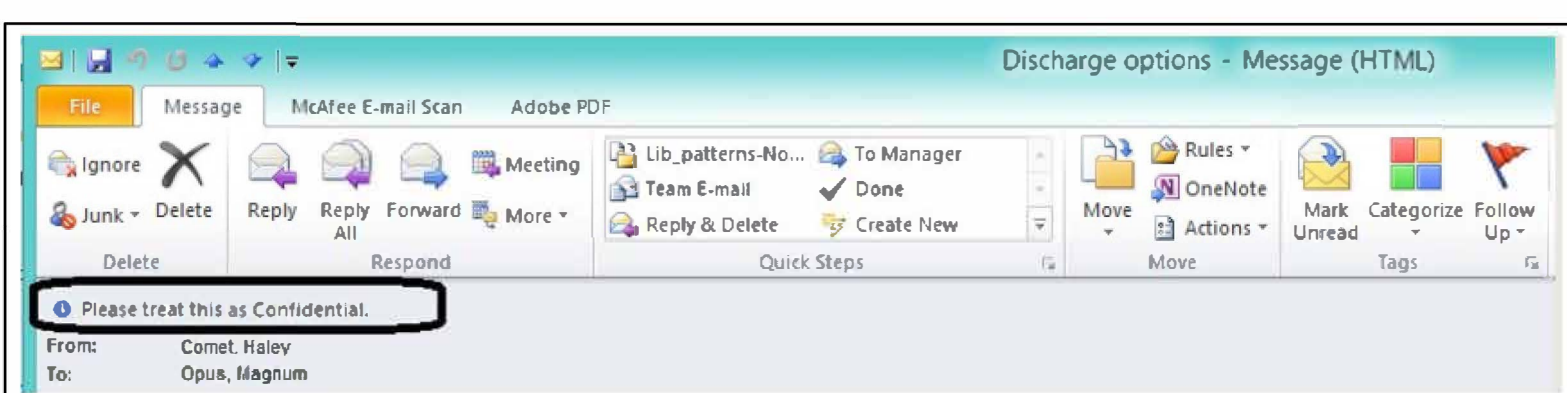 Discharge options - Message (HTML)
File Message McAfee E-mail Scan Adobe PDF
Ignore
Junk
Delete
Reply
Reply All
Forward
Meeting
More
Lib_patterns-No...
Team E-mail
Reply & Delete
To Manager
Done
Create New
Move
Rules
OneNote
Actions
Mark Unread
Categorize
Follow Up
Delete Respond Quick Steps Move Tags
Please treat this as Confidential.
From: Comet, Haley
To: Opus, Magnum